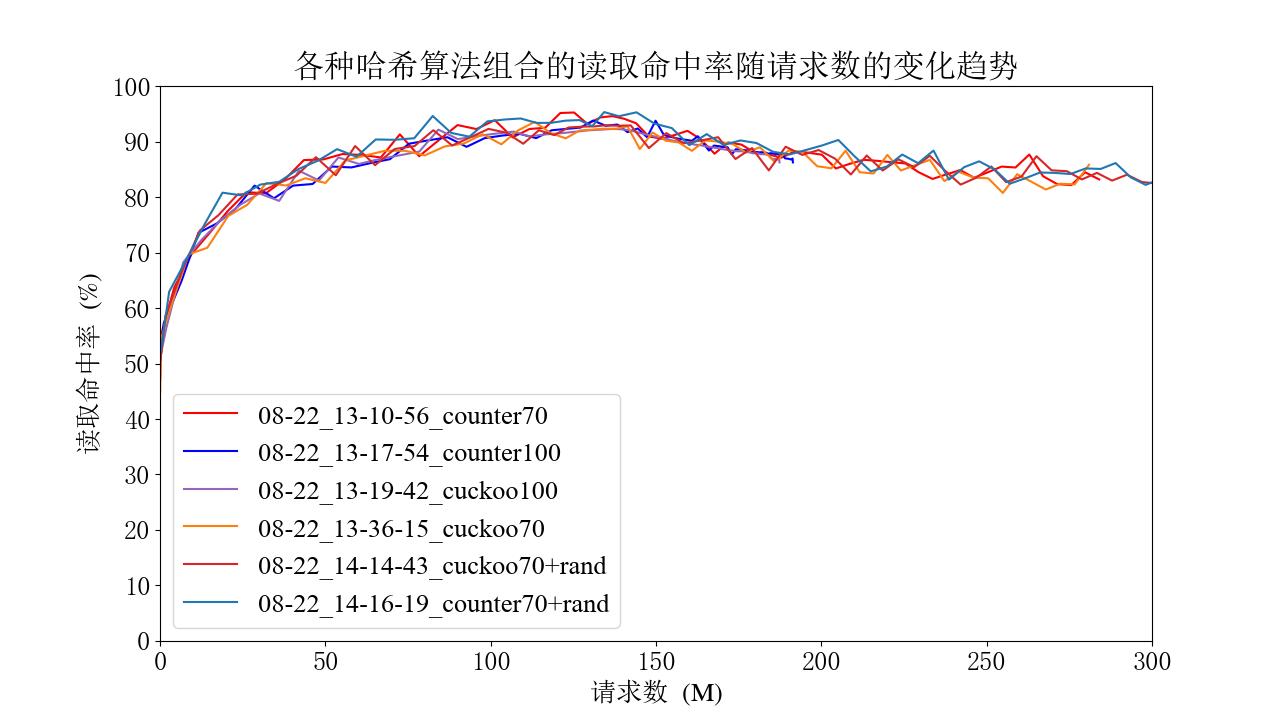 各种哈希算法组合的读取命中率随请求数的变化趋势
读取命中率 (%)
100
90
80
70
60
50
40
30
20
10
0
08-22_13-10-56_counter70
08-22_13-17-54_counter100
08-22_13-19-42_cuckoo100
08-22_13-36-15_cuckoo70
08-22_14-14-43_cuckoo70+rand
08-22_14-16-19_counter70+rand
0 50 100 150 200 250 300
请求数 (M)